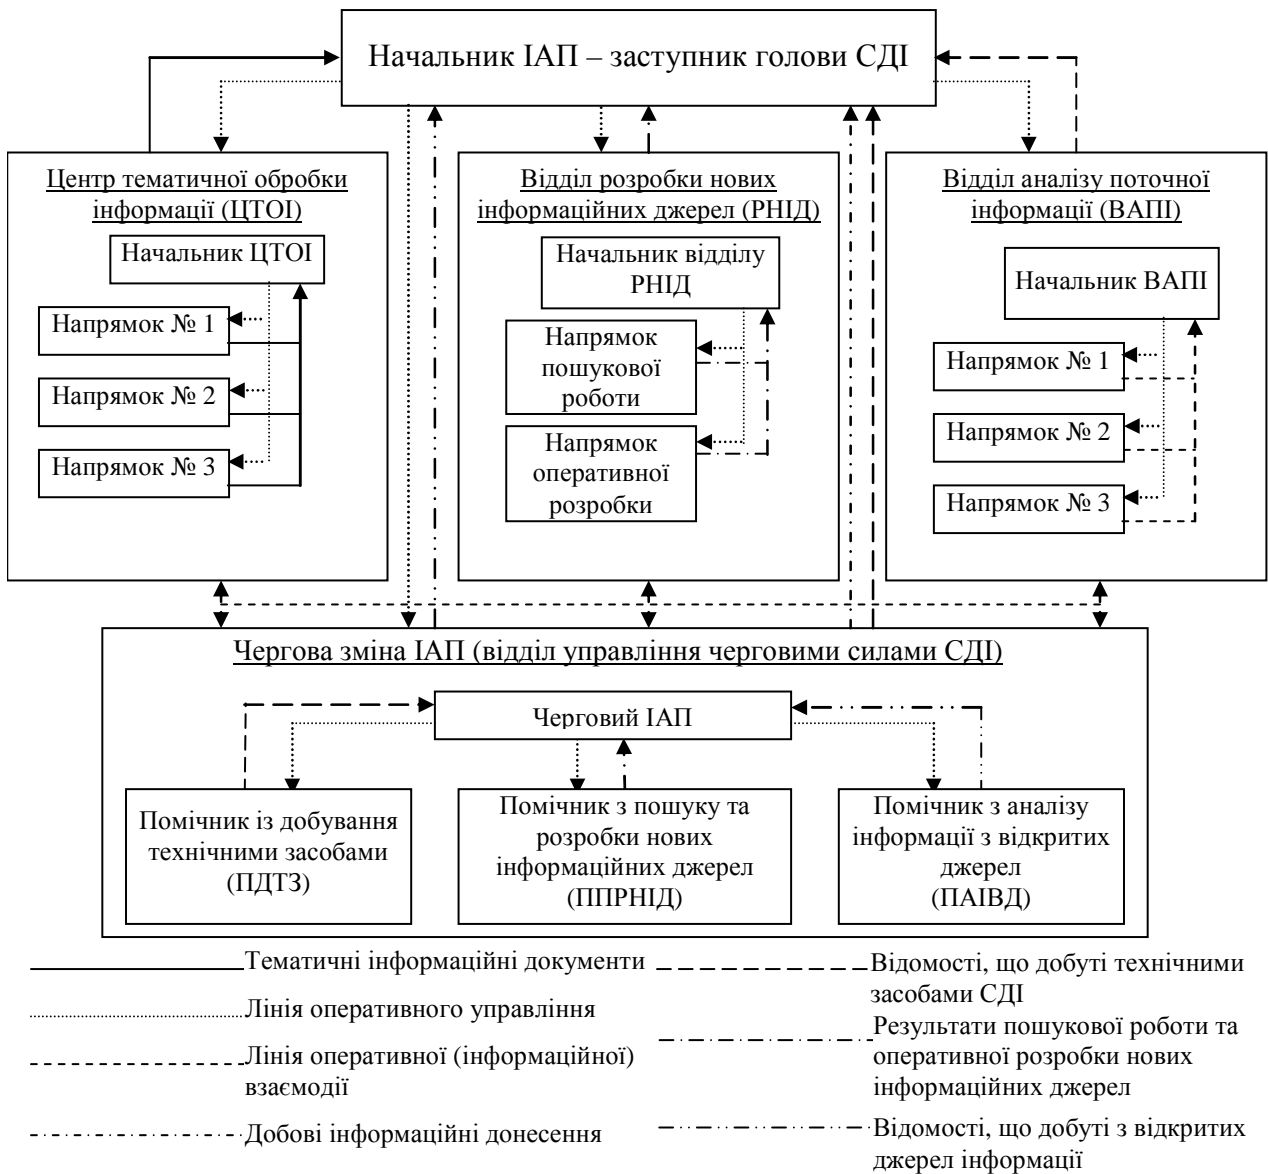 Начальник ІАП – заступник голови СДІ
Центр тематичної обробки
інформації (ЦТОІ)
Начальник ЦТОІ
Напрямок № 1
Напрямок № 2
Напрямок № 3
Відділ розробки нових
інформаційних джерел (РНІД)
Начальник відділу
РНІД
Напрямок
пошукової
роботи
Напрямок
оперативної
розробки
Відділ аналізу поточної
інформації (ВАПІ)
Начальник ВАПІ
Напрямок № 1
Напрямок № 2
Напрямок № 3
Чергова зміна ІАП (відділ управління черговими силами СДІ)
Черговий ІАП
Помічник із добування
технічними засобами
(ПДТЗ)
Помічник з пошуку та
розробки нових
інформаційних джерел
(ППРНІД)
Помічник з аналізу
інформації з відкритих
джерел
(ПАІВД)
Тематичні інформаційні документи
Лінія оперативного управління
Лінія оперативної (інформаційної)
взаємодії
Добові інформаційні донесення
Відомості, що добуті технічними
засобами СДІ
Результати пошукової роботи та
оперативної розробки нових
інформаційних джерел
Відомості, що добуті з відкритих
джерел інформації